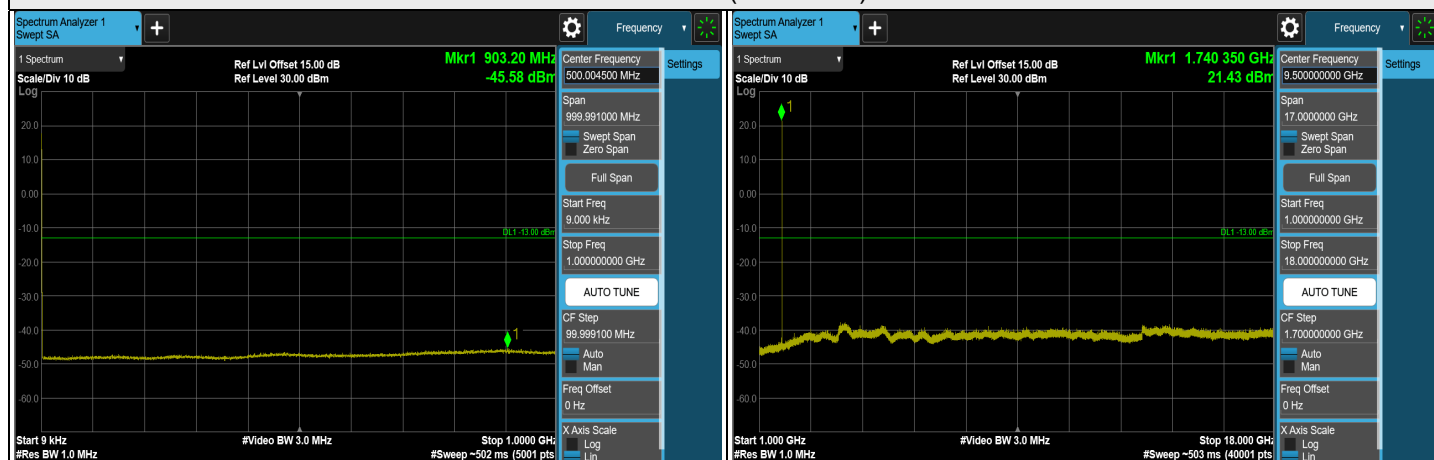 Spectrum Analyzer 1
Swept SA
+
Frequency
1 Spectrum
Scale/Div 10 dB
Log
Ref Lvl Offset 15.00 dB
Ref Level 30.00 dBm
Mkr1 903.20 MHz
-45.58 dBm
20.0
10.0
0.00
-10.0
-20.0
-30.0
-40.0
-50.0
-60.0
DL1 -13.00 dBm
1
Start 9 kHz
#Res BW 1.0 MHz
#Video BW 3.0 MHz
Stop 1.0000 GHz
#Sweep ~502 ms (5001 pts
Center Frequency
500.004500 MHz
Span
999.991000 MHz
Swept Span
Zero Span
Full Span
Start Freq
9.000 kHz
Stop Freq
1.000000000 GHz
AUTO TUNE
CF Step
99.999100 MHz
Auto
Man
Freq Offset
0 Hz
X Axis Scale
Log
Lin
Settings
Spectrum Analyzer 1
Swept SA
+
Frequency
1 Spectrum
Scale/Div 10 dB
Log
Ref Lvl Offset 15.00 dB
Ref Level 30.00 dBm
Mkr1 1.740 350 GHz
21.43 dBm
1
20.0
10.0
0.00
-10.0
-20.0
-30.0
-40.0
-50.0
-60.0
DL1 -13.00 dBm
Start 1.000 GHz
#Res BW 1.0 MHz
#Video BW 3.0 MHz
Stop 18.000 GHz
#Sweep ~503 ms (40001 pts
Center Frequency
9.500000000 GHz
Span
17.0000000 GHz
Swept Span
Zero Span
Full Span
Start Freq
1.000000000 GHz
Stop Freq
18.000000000 GHz
AUTO TUNE
CF Step
1.700000000 GHz
Auto
Man
Freq Offset
0 Hz
X Axis Scale
Log
Lin
Settings